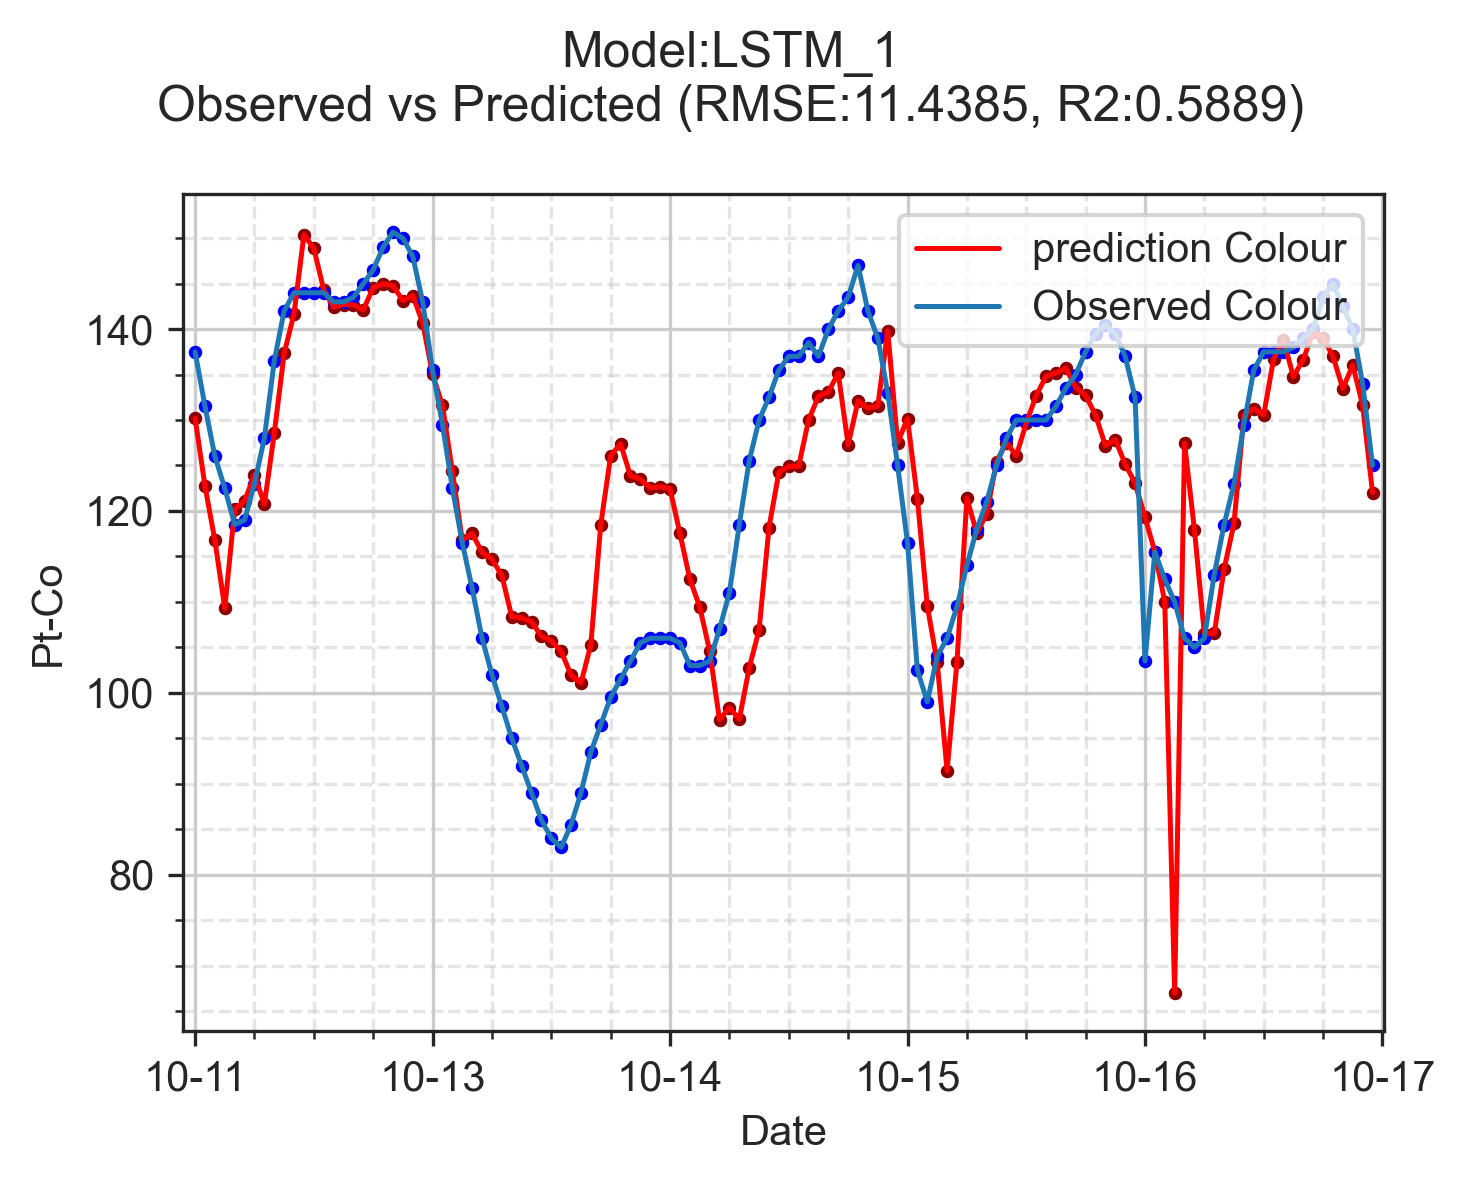 Model:LSTM_1
Observed vs Predicted (RMSE:11.4385, R2:0.5889)
prediction Colour
Observed Colour
140
120
100
80
Pt-Co
10-11 10-13 10-14 10-15 10-16 10-17
Date